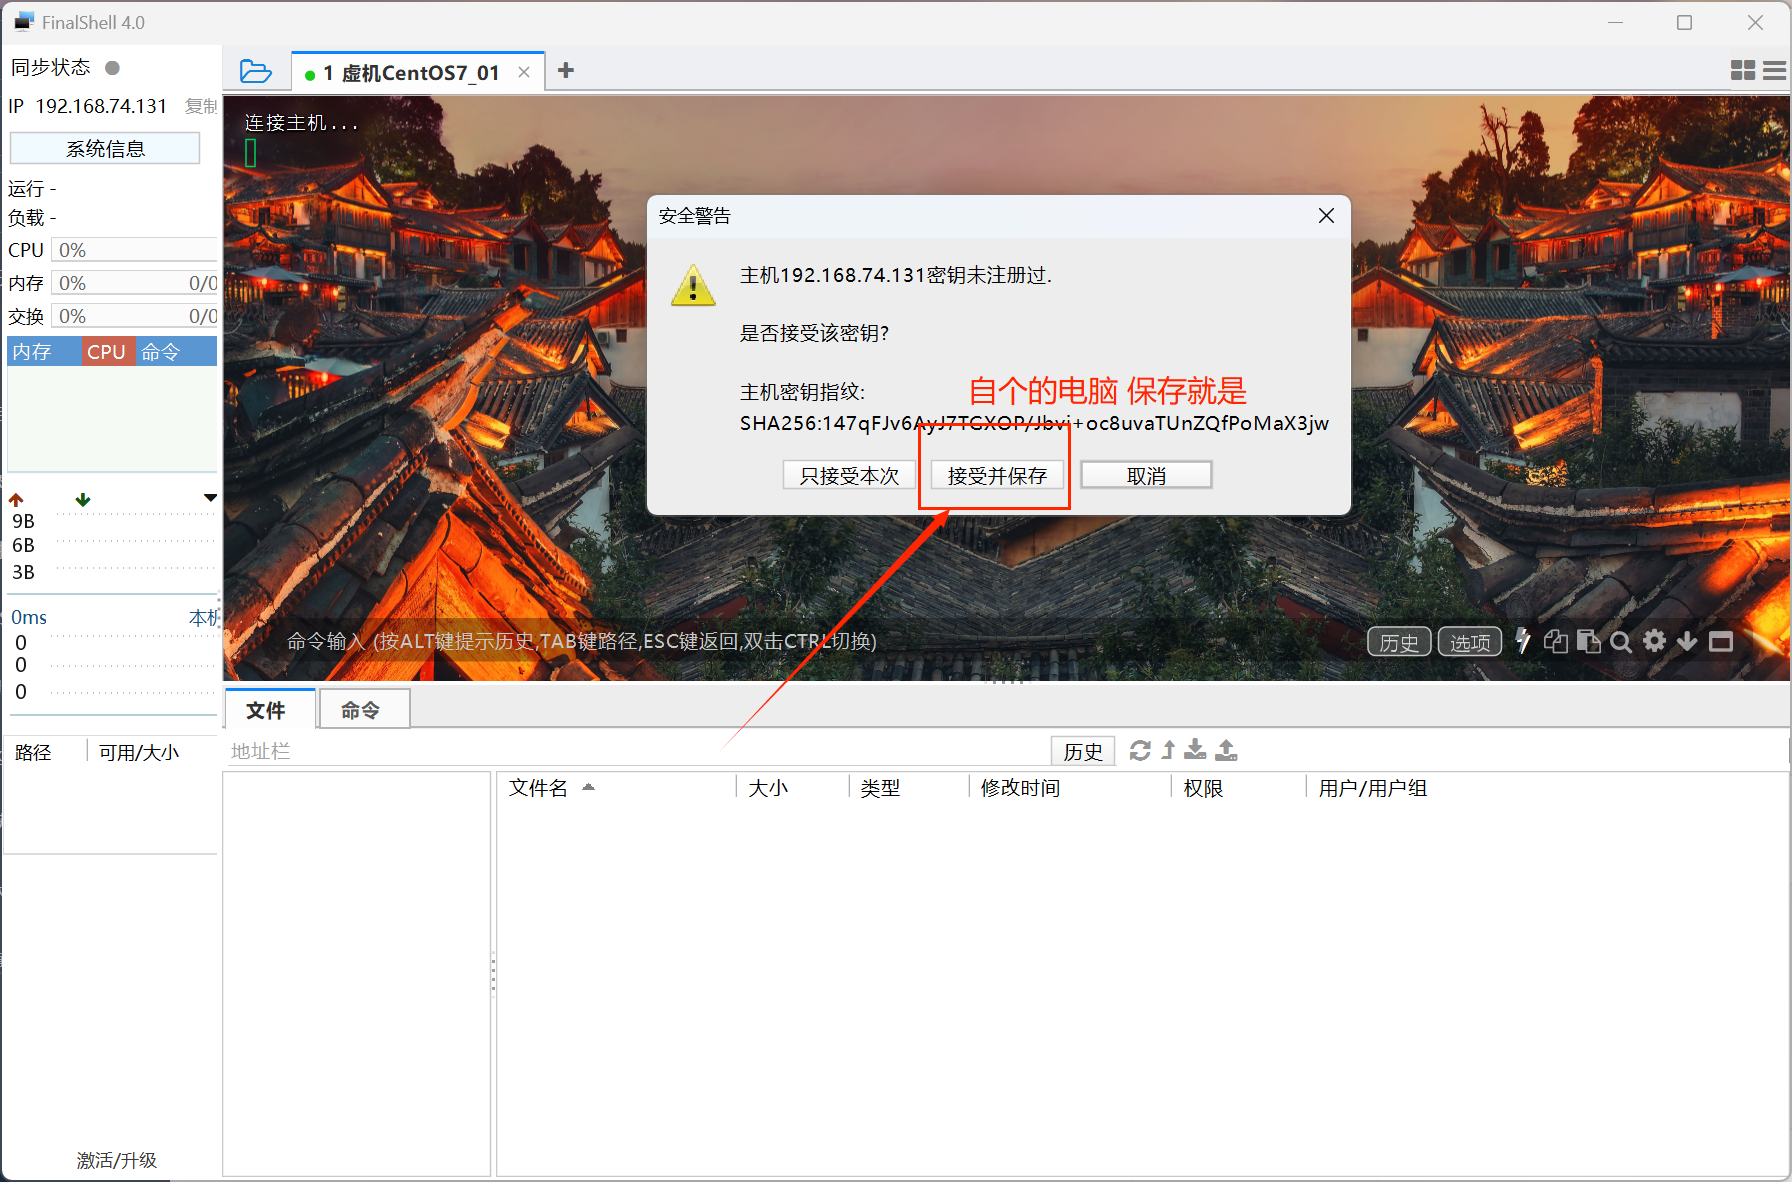 FinalShell 4.0
同步状态
IP 192.168.74.131 复制
系统信息
运行 -
负载 -
CPU 0%
内存 0% 0/0
交换 0% 0/0
内存 CPU 命令
9B
6B
3B
0ms 本机
0
0
0
路径 可用/大小
激活/升级
1 虚机CentOS7_01
连接主机...
安全警告
主机192.168.74.131密钥未注册过.
是否接受该密钥?
主机密钥指纹:
自个的电脑 保存就是
SHA256:147qFJv6AyJ7TGXOP/Jbvi+oc8uvaTUnZQfPoMaX3jw
只接受本次 接受并保存 取消
命令输入 (按ALT键提示历史,TAB键路径,ESC键返回,双击CTRL切换)
历史 选项
文件 命令
地址栏 历史
文件名 大小 类型 修改时间 权限 用户/用户组